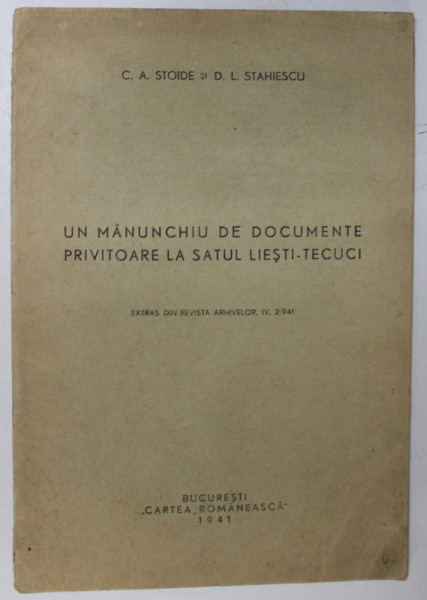 C. A. STOIDE ȘI D. L. STAHIESCU
UN MĂNUNCHIU DE DOCUMENTE
PRIVITOARE LA SATUL LIEȘTI-TECUCI
EXTRAS DIN REVISTA ARHIVELOR, IV, 2/941
BUCUREȘTI
„CARTEA ROMÂNEASCĂ"
1941